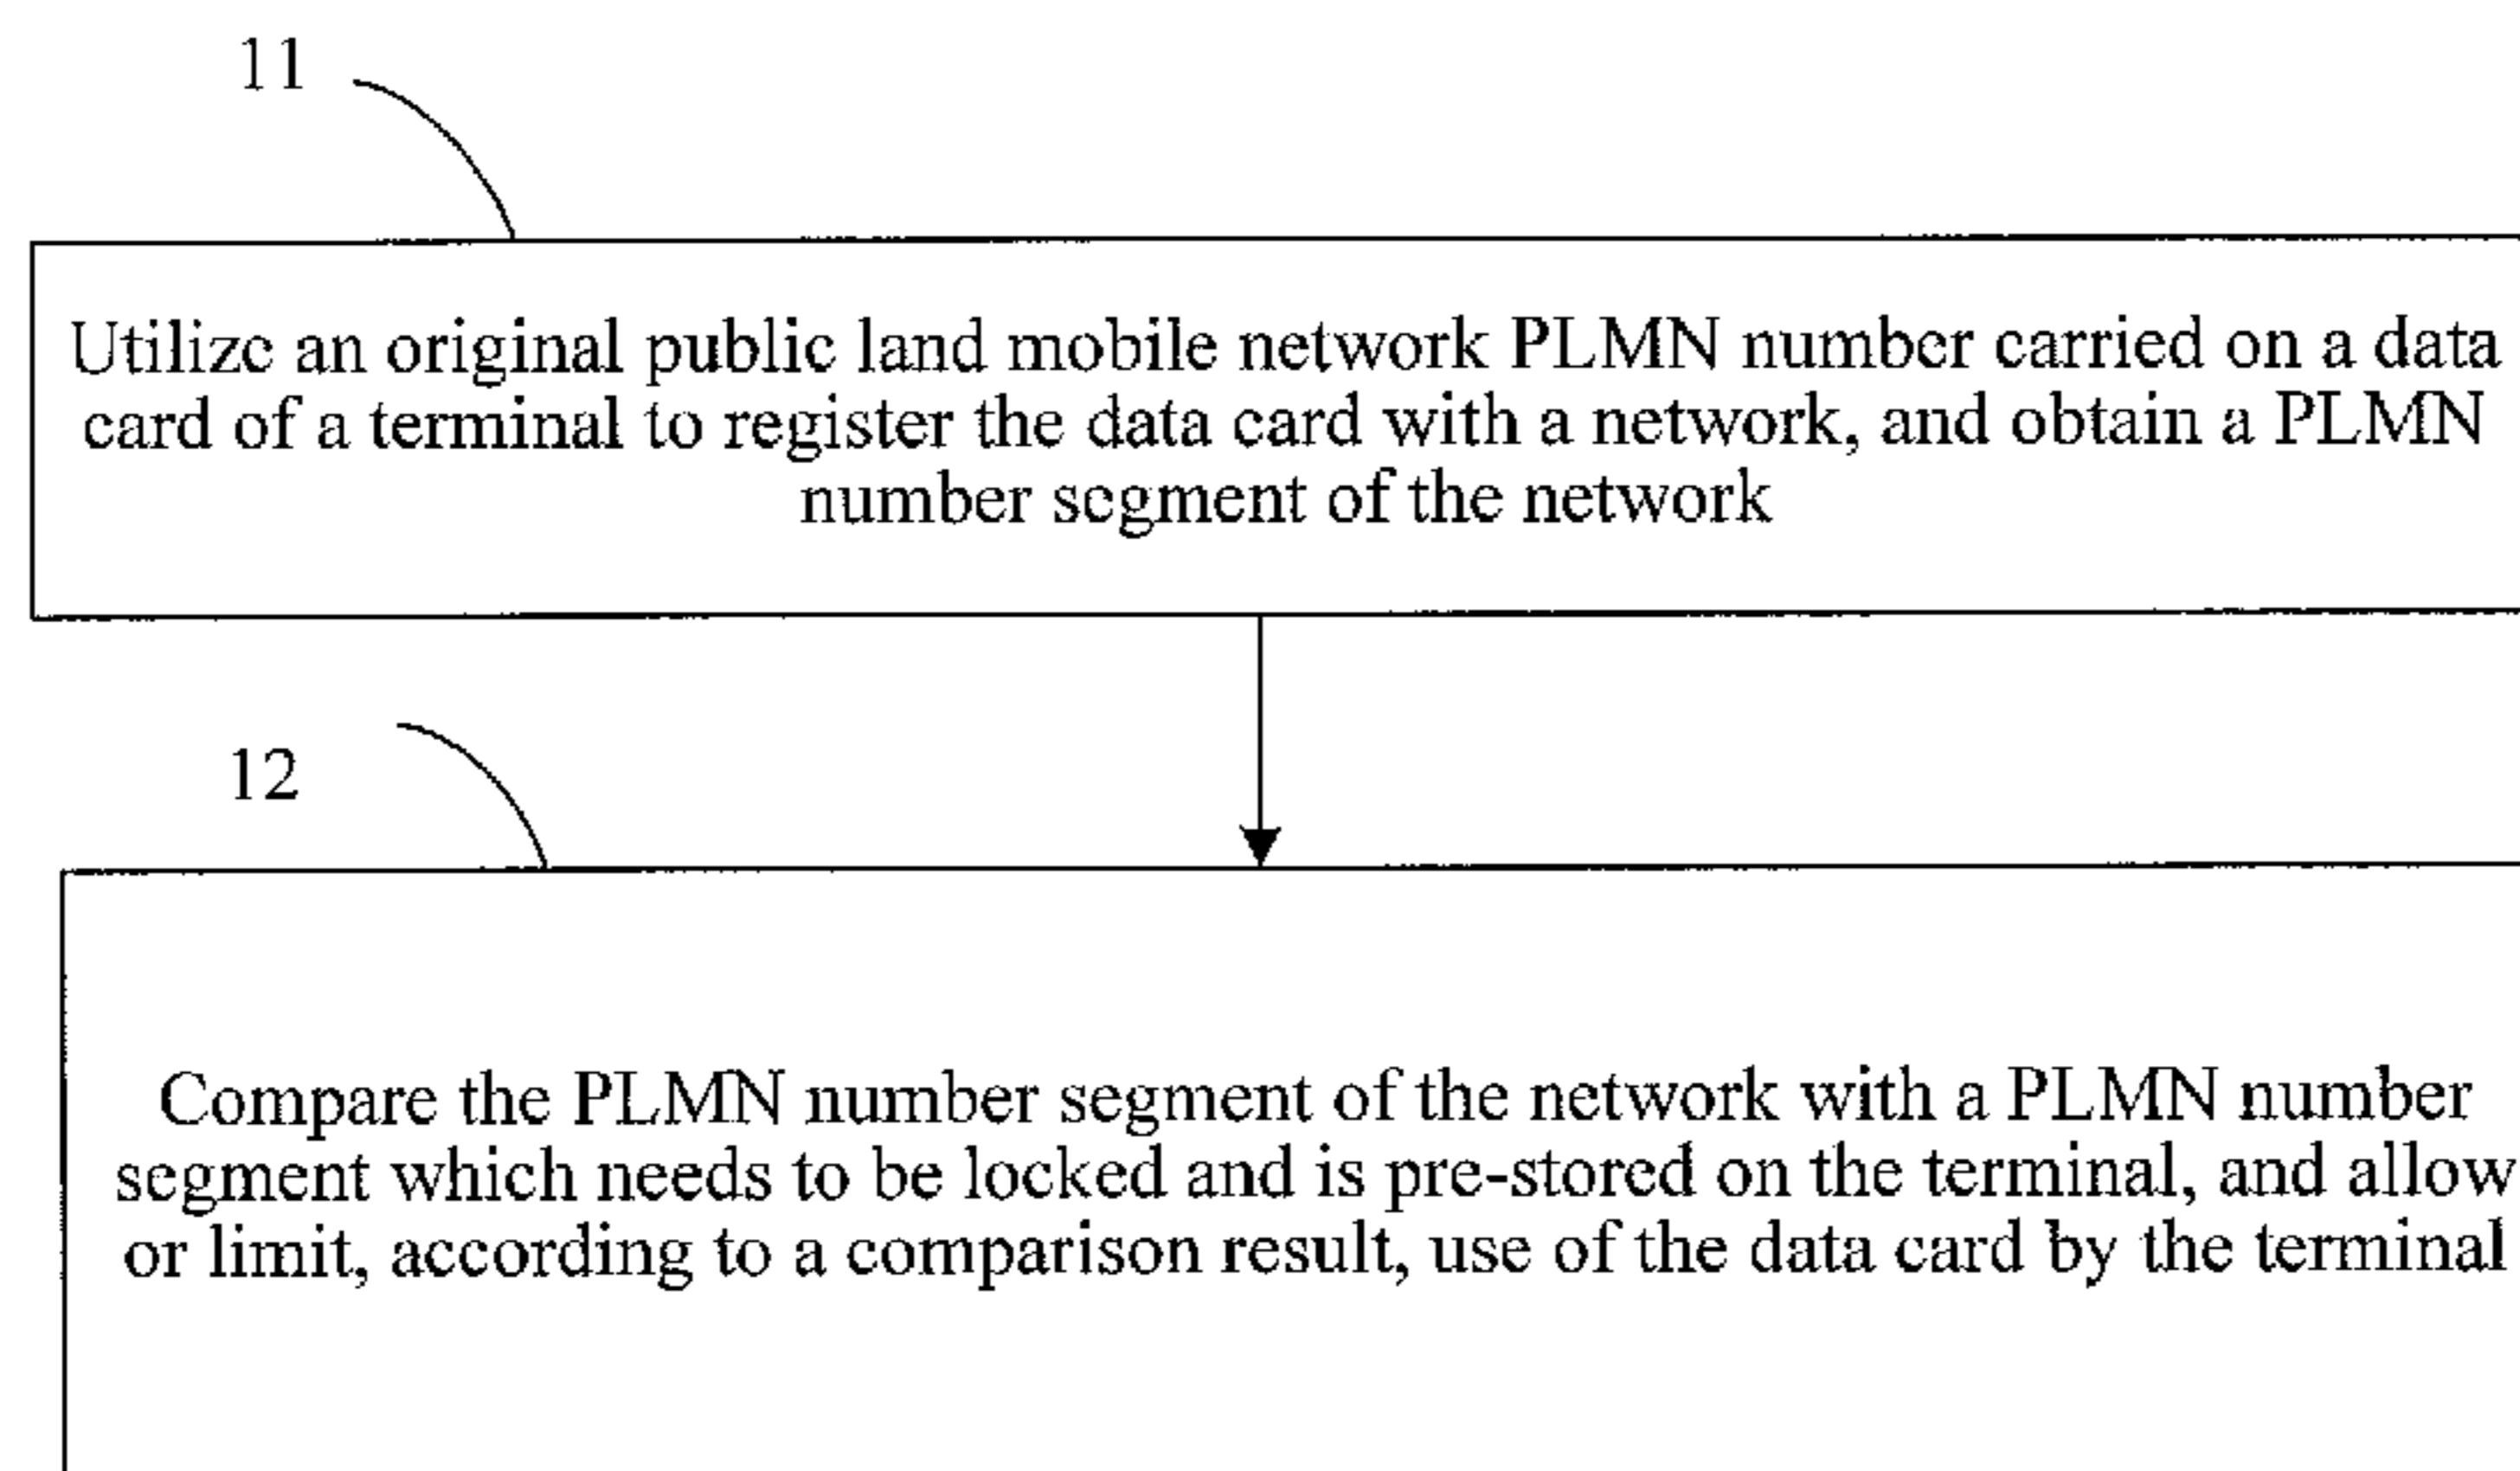 11
Utilize an original public land mobile network PLMN number carried on a data
card of a terminal to register the data card with a network, and obtain a PLMN
number segment of the network
12
Compare the PLMN number segment of the network with a PLMN number
segment which needs to be locked and is pre-stored on the terminal, and allow
or limit, according to a comparison result, use of the data card by the terminal